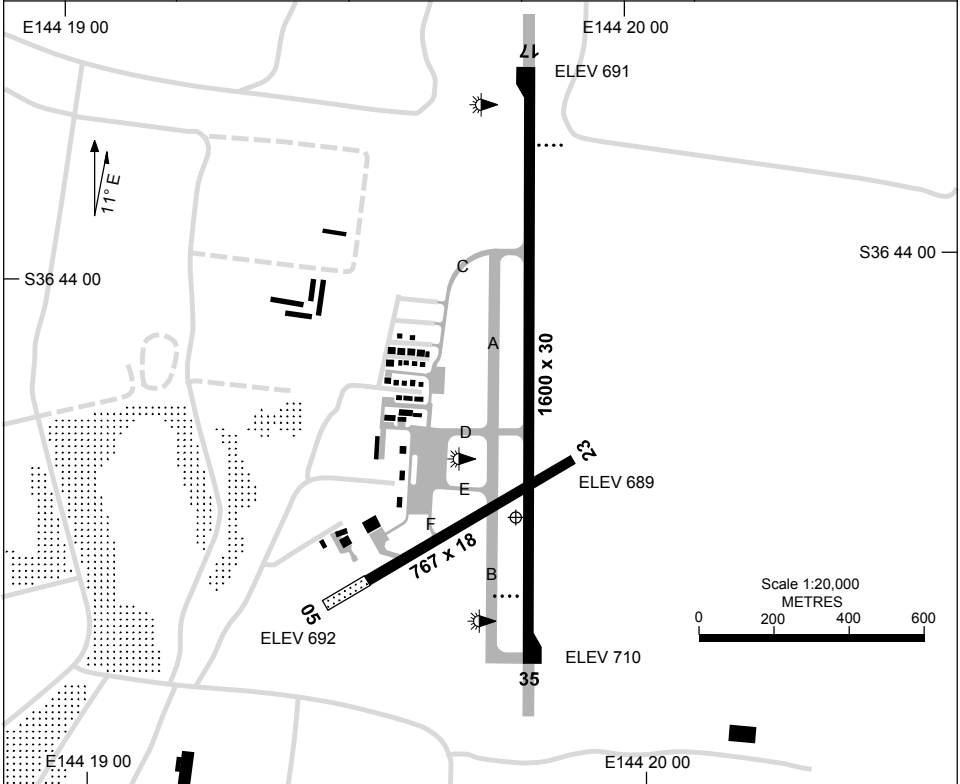 E144 19 00
E144 20 00
17
ELEV 691
11° E
S36 44 00
S36 44 00
C
A
1600 x 30
D
23
ELEV 689
E
F
767 x 18
B
05
ELEV 692
Scale 1:20,000
METRES
0 200 400 600
ELEV 710
35
E144 19 00
E144 20 00